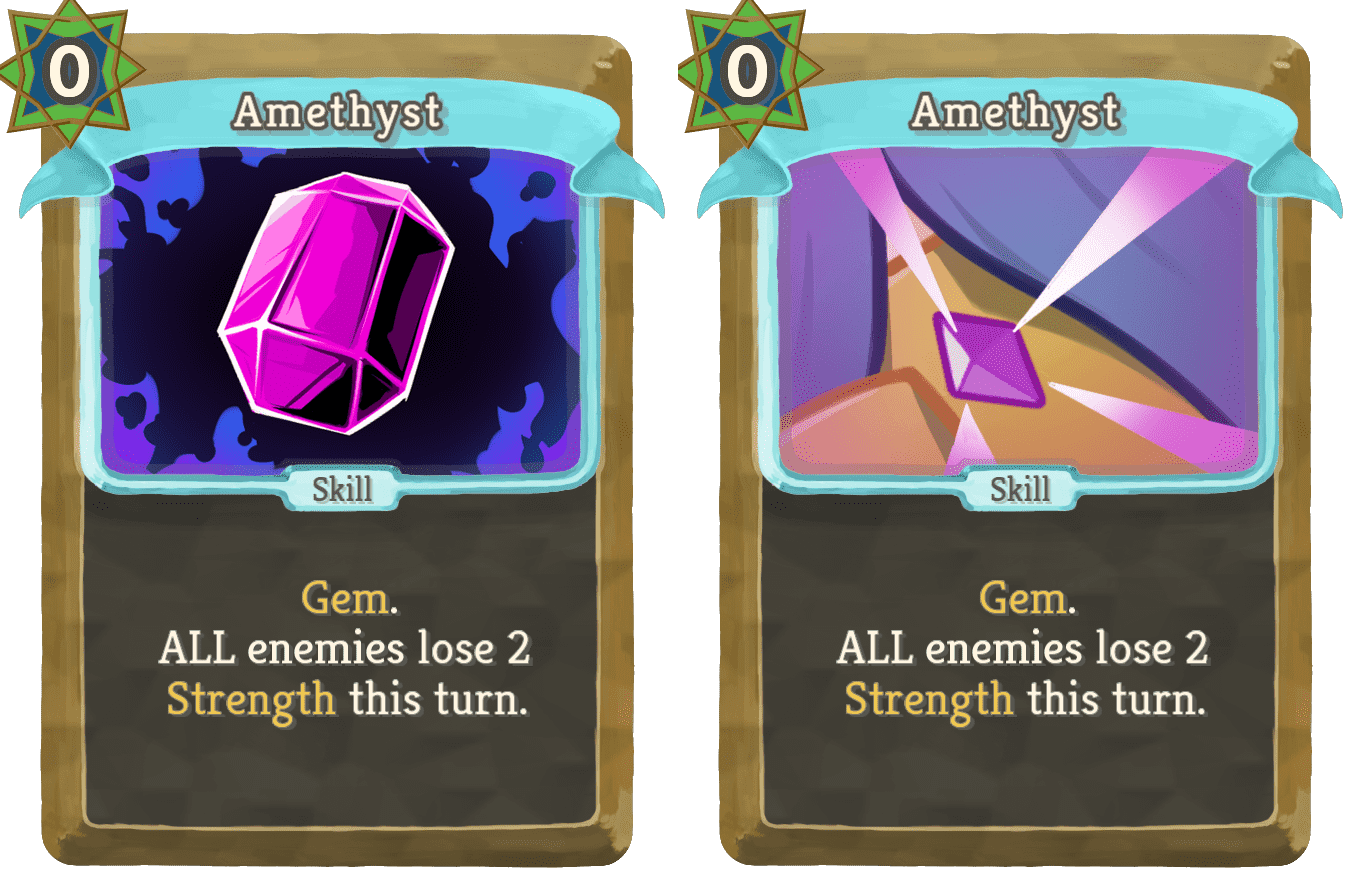 0
Amethyst
Skill
Gem.
ALL enemies lose 2
Strength this turn.
0
Amethyst
Skill
Gem.
ALL enemies lose 2
Strength this turn.